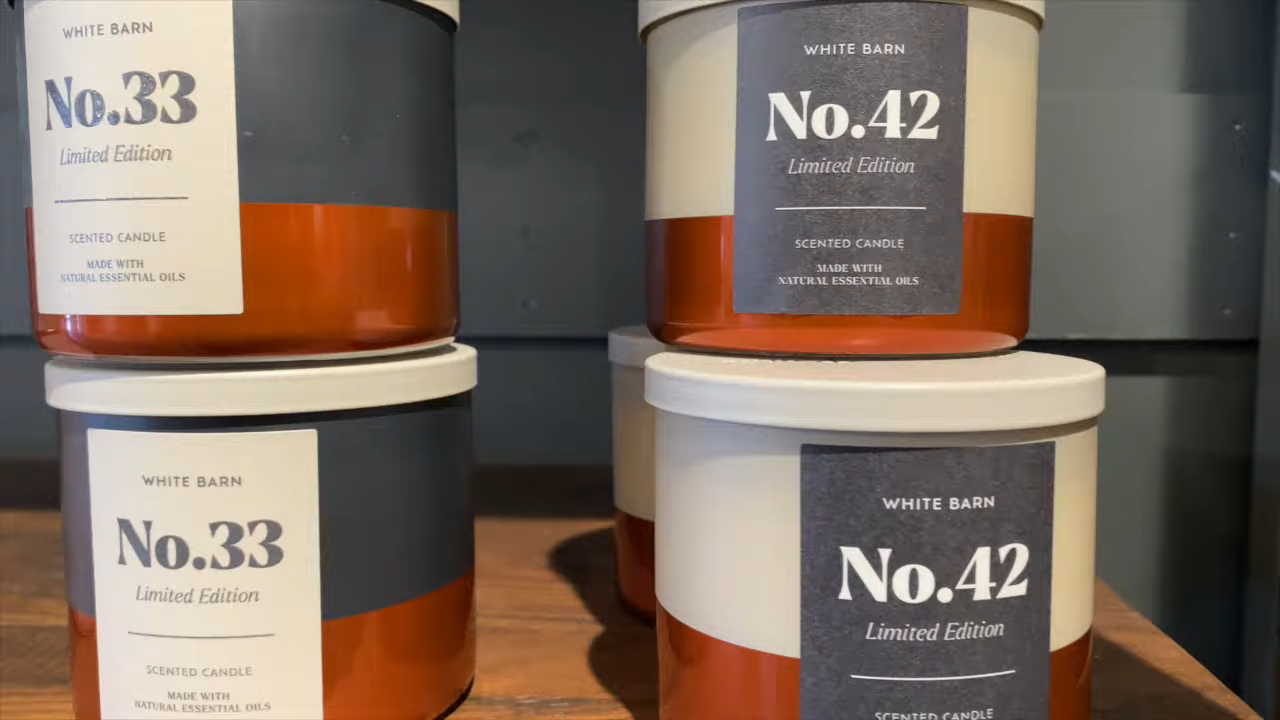 WHITE BARN
No.33
Limited Edition
SCENTED CANDLE
MADE WITH
NATURAL ESSENTIAL OILS
WHITE BARN
No.42
Limited Edition
SCENTED CANDLE
MADE WITH
NATURAL ESSENTIAL OILS
WHITE BARN
No.33
Limited Edition
SCENTED CANDLE
MADE WITH
NATURAL ESSENTIAL OILS
WHITE BARN
No.42
Limited Edition
SCENTED CANDLE